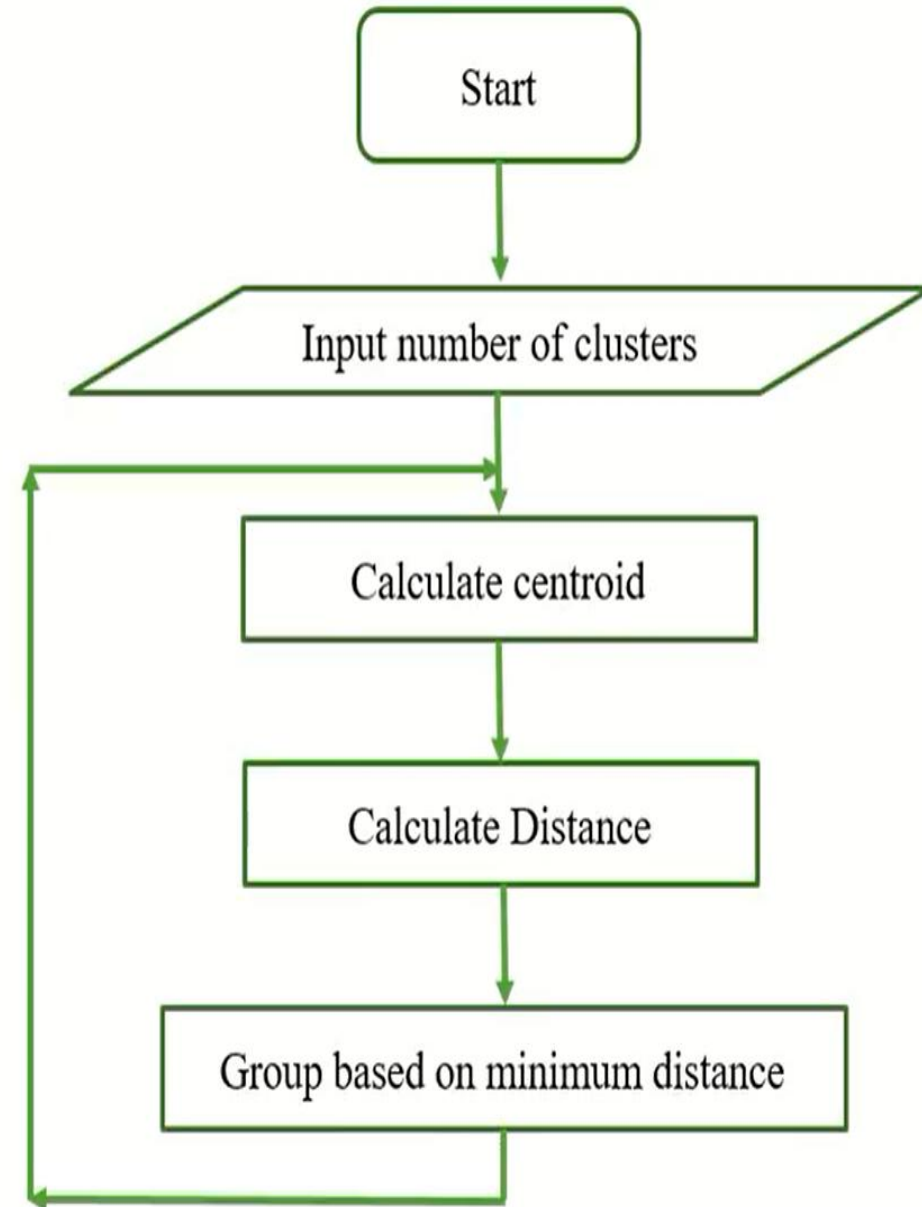 Start
Input number of clusters
Calculate centroid
Calculate Distance
Group based on minimum distance